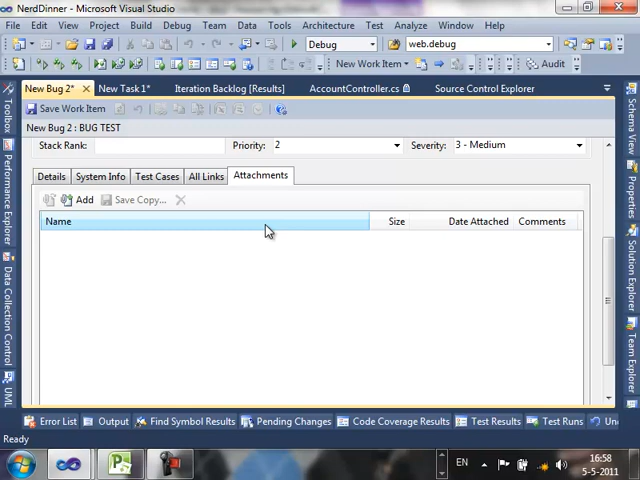 NerdDinner - Microsoft Visual Studio
File Edit View Project Build Debug Team Data Tools Architecture Test Analyze Window Help
Debug web.debug
New Work Item Audit
New Bug 2* New Task 1* Iteration Backlog [Results] AccountController.cs Source Control Explorer
Save Work Item
New Bug 2 : BUG TEST
Stack Rank: Priority: 2 Severity: 3 - Medium
Details System Info Test Cases All Links Attachments
Add Save Copy...
Name Size Date Attached Comments
Toolbox
Performance Explorer
Data Collection Control
UML
Schema View
Properties
Solution Explorer
Team Explorer
Error List Output Find Symbol Results Pending Changes Code Coverage Results Test Results Test Runs
Ready
EN 16:58
5-5-2011